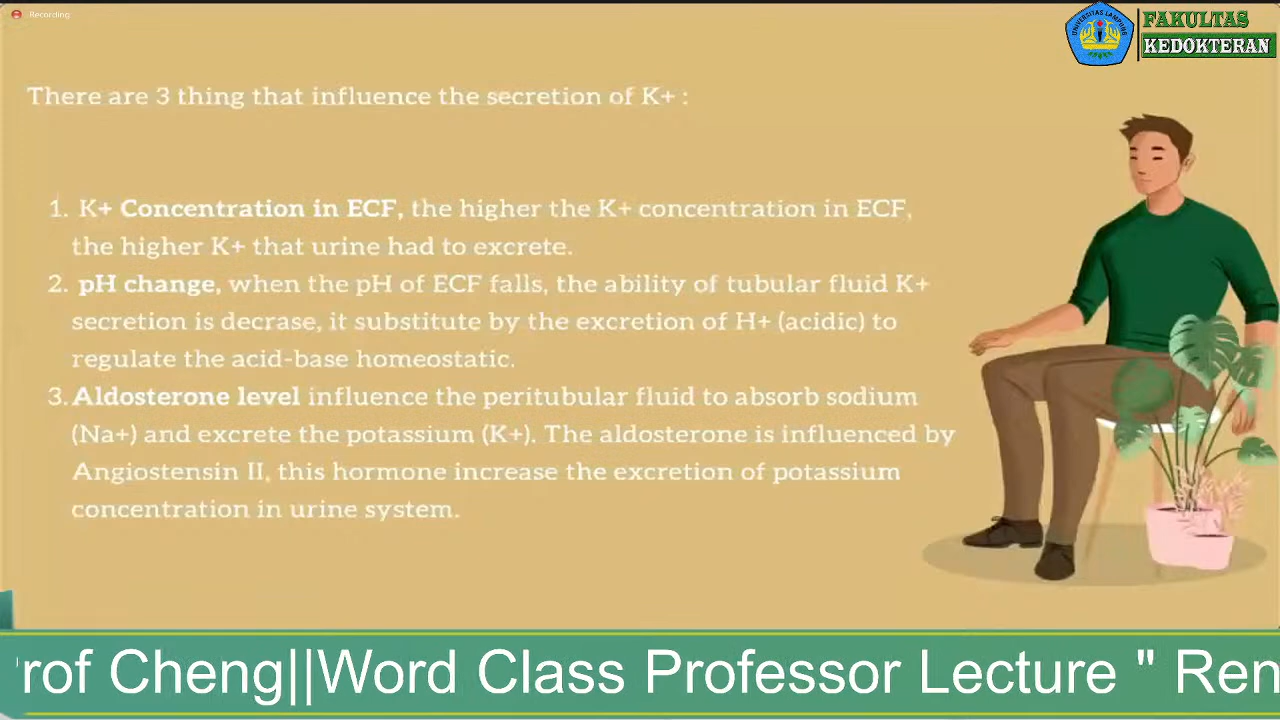 Recording
UNIVERSITAS LAMPUNG
FAKULTAS
KEDOKTERAN
There are 3 thing that influence the secretion of K+ :
1. K+ Concentration in ECF, the higher the K+ concentration in ECF,
the higher K+ that urine had to excrete.
2. pH change, when the pH of ECF falls, the ability of tubular fluid K+
secretion is decrase, it substitute by the excretion of H+ (acidic) to
regulate the acid-base homeostatic.
3. Aldosterone level influence the peritubular fluid to absorb sodium
(Na+) and excrete the potassium (K+). The aldosterone is influenced by
Angiostensin II, this hormone increase the excretion of potassium
concentration in urine system.
rof Cheng||Word Class Professor Lecture " Ren